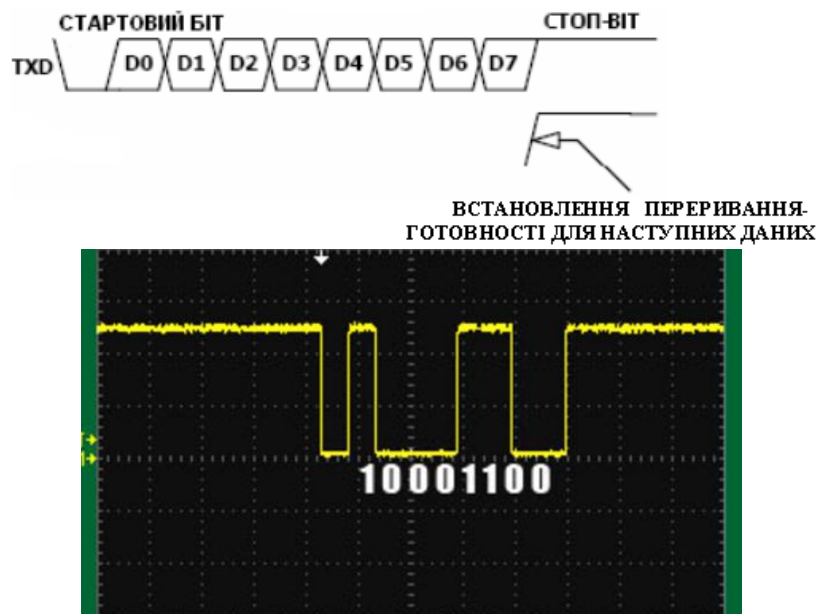 СТАРТОВИЙ БІТ
СТОП-BIT
TXD
D0 D1 D2 D3 D4 D5 D6 D7
ВСТАНОВЛЕННЯ ПЕРЕРИВАННЯ-
ГОТОВНОСТІ ДЛЯ НАСТУПНИХ ДАНИХ
10001100